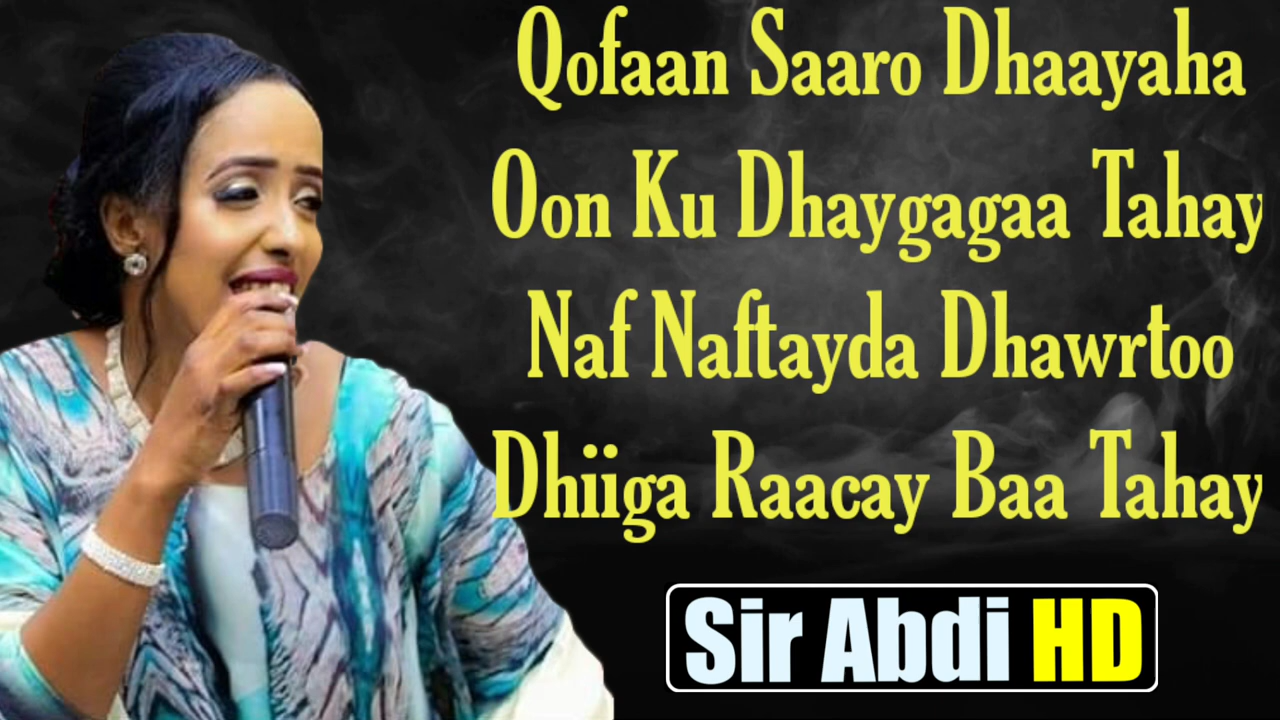 Qofaan Saaro Dhaayaha
Oon Ku Dhaygagaa Tahay
Naf Naftayda Dhawrtoo
Dhiiga Raacay Baa Tahay
Sir Abdi HD